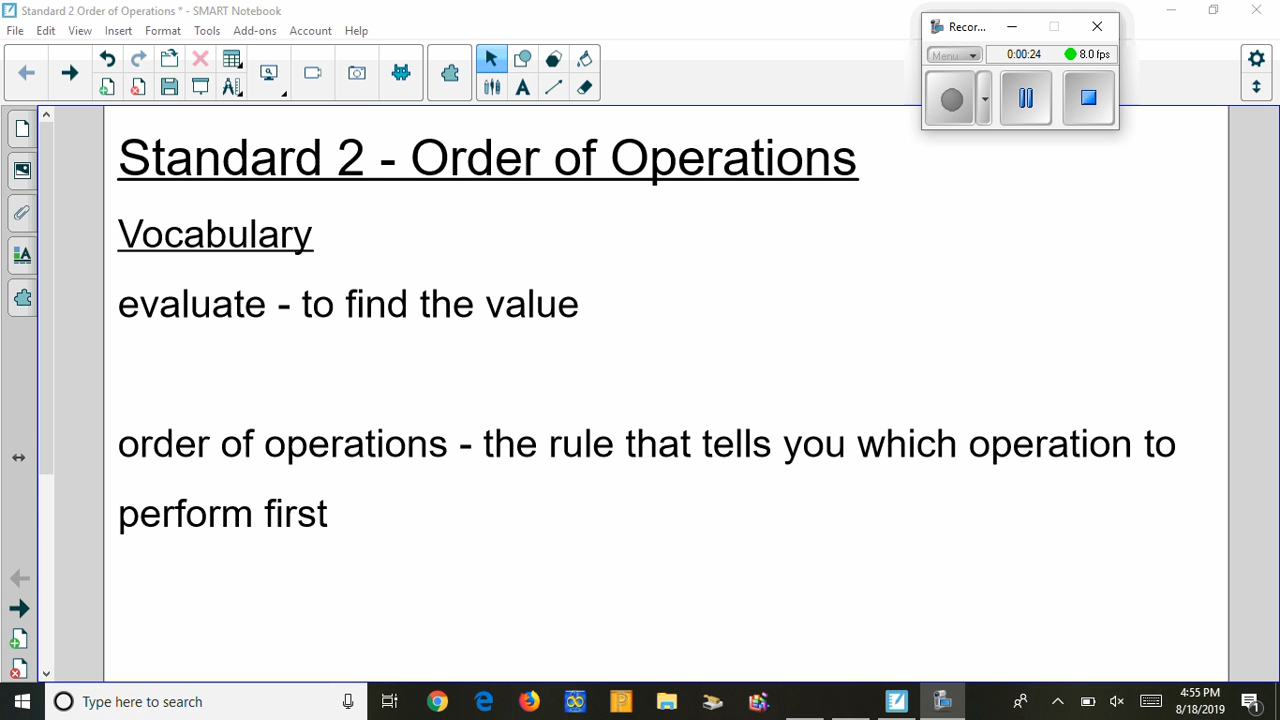 Standard 2 Order of Operations * - SMART Notebook
File Edit View Insert Format Tools Add-ons Account Help
Recor...
Menu 0:00:24 8.0 fps
Standard 2 - Order of Operations
Vocabulary
evaluate - to find the value
order of operations - the rule that tells you which operation to
perform first
Type here to search
4:55 PM
8/18/2019
1